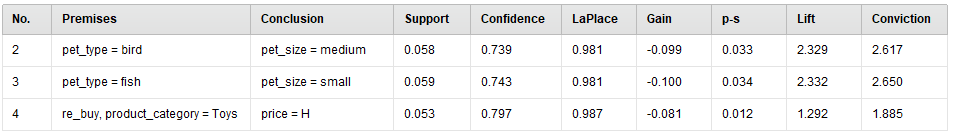 No. Premises Conclusion Support Confidence LaPlace Gain p-s Lift Conviction
2 pet_type = bird pet_size = medium 0.058 0.739 0.981 -0.099 0.033 2.329 2.617
3 pet_type = fish pet_size = small 0.059 0.743 0.981 -0.100 0.034 2.332 2.650
4 re_buy, product_category = Toys price = H 0.053 0.797 0.987 -0.081 0.012 1.292 1.885